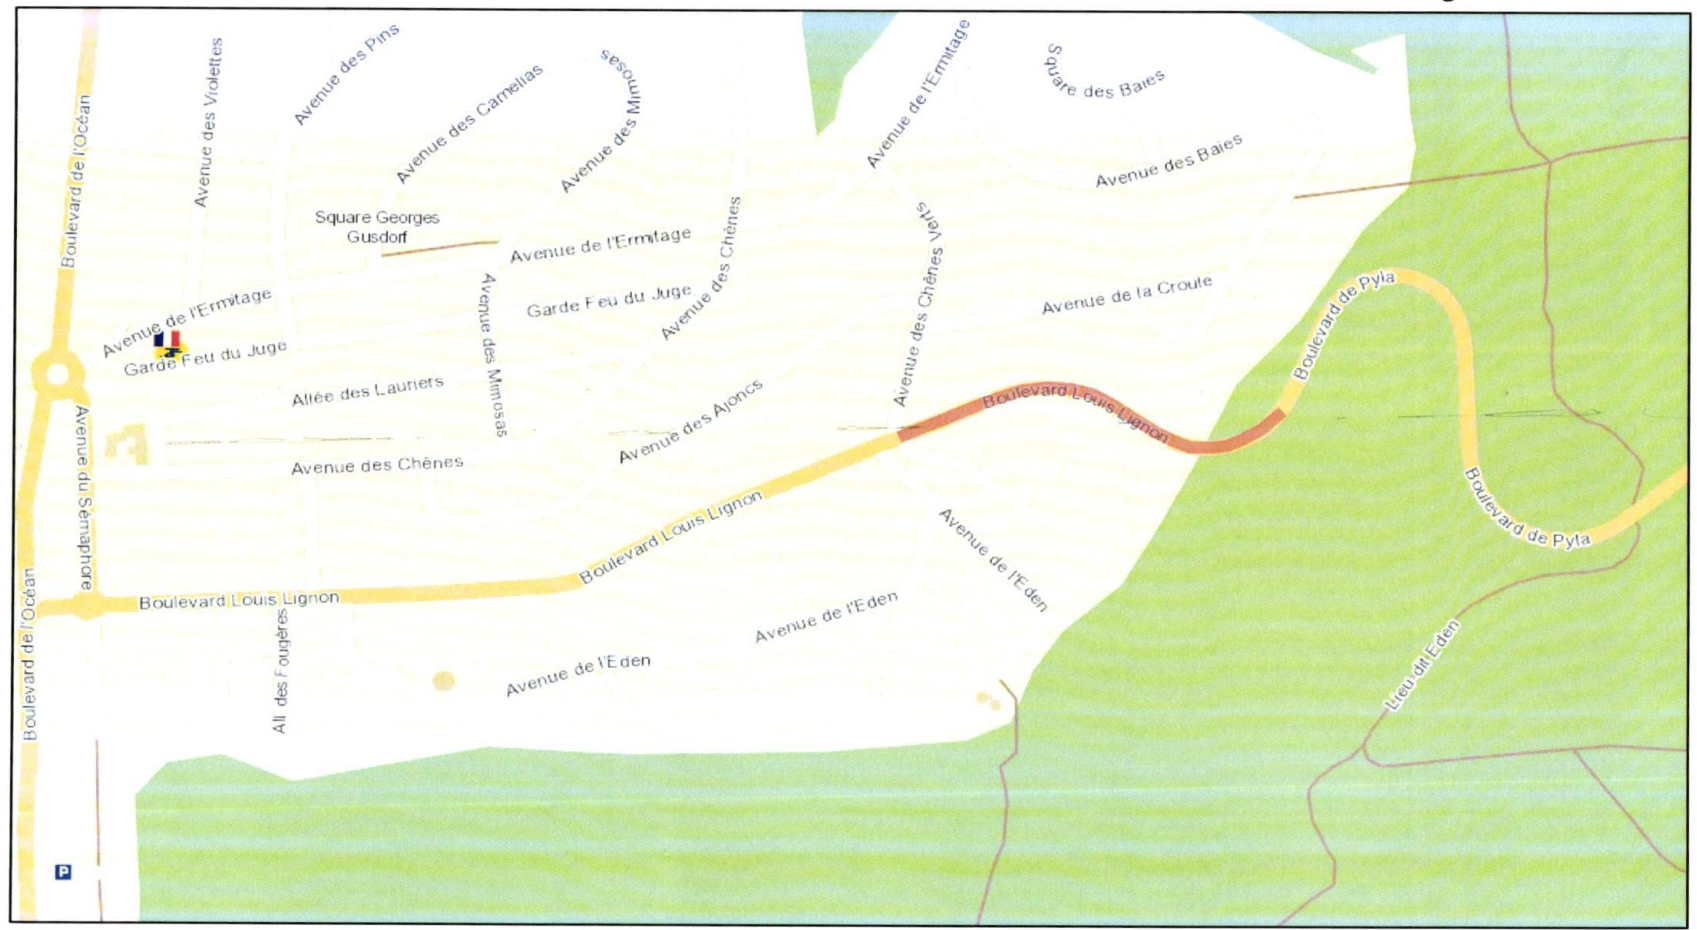 Boulevard de l'Océan
Avenue des Violettes
Avenue des Pins
Avenue des Camelias
Avenue des Mimosas
Avenue de l'Ermitage
Square des Baies
Avenue des Baies
Square Georges
Gusdorf
Avenue de l'Ermitage
Avenue des Chênes
Avenue des Chênes Verts
Avenue de l'Ermitage
Garde Feu du Juge
Avenue des Mimosas
Garde Feu du Juge
Avenue de la Croule
Boulevard de Pyla
Allée des Lauriers
Avenue des Ajoncs
Boulevard Louis Lignon
Avenue du Sémaphore
Avenue des Chênes
Boulevard Louis Lignon
Boulevard de Pyla
Avenue de l'Eden
Boulevard de l'Océan
Boulevard Louis Lignon
All des Fougères
Avenue de l'Eden
Avenue de l'Eden
Lieu-dit Eden
P